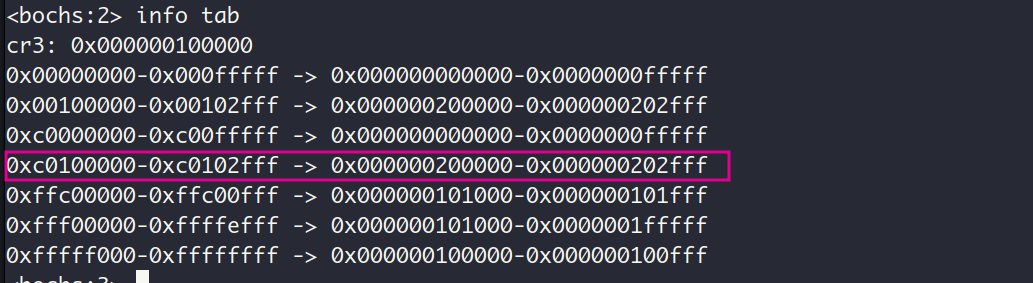 <bochs:2> info tab
cr3: 0x000000100000
0x00000000-0x000fffff -> 0x000000000000-0x0000000fffff
0x00100000-0x00102fff -> 0x000000200000-0x000000202fff
0xc0000000-0xc00fffff -> 0x000000000000-0x0000000fffff
0xc0100000-0xc0102fff -> 0x000000200000-0x000000202fff
0xffc00000-0xffc00fff -> 0x000000101000-0x000000101fff
0xfff00000-0xffffefff -> 0x000000101000-0x0000001fffff
0xfffff000-0xffffffff -> 0x000000100000-0x000000100fff
<bochs:3>